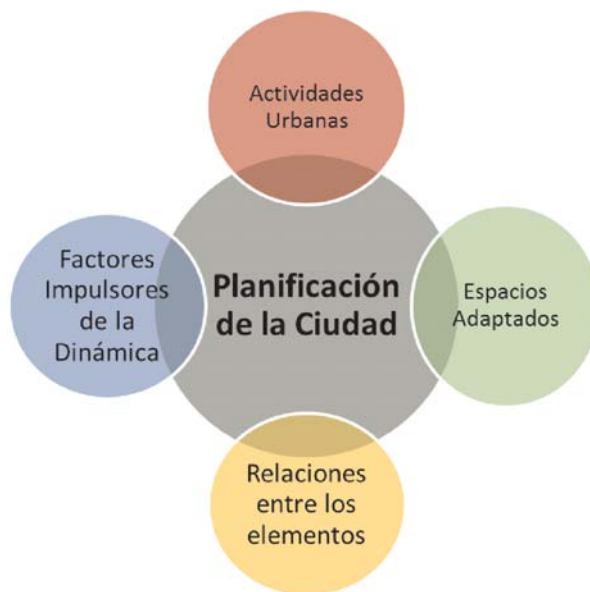 Actividades
Urbanas
Factores
Impulsores
de la
Dinámica
Planificación
de la Ciudad
Espacios
Adaptados
Relaciones
entre los
elementos